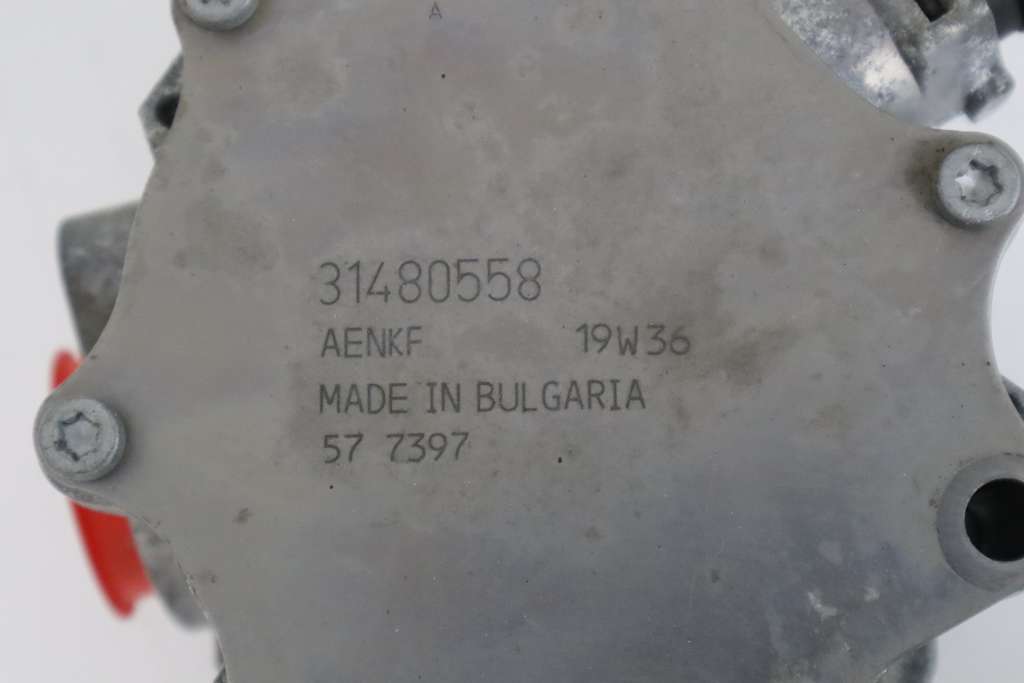 A
31480558
AENKF 19W36
MADE IN BULGARIA
57 7397